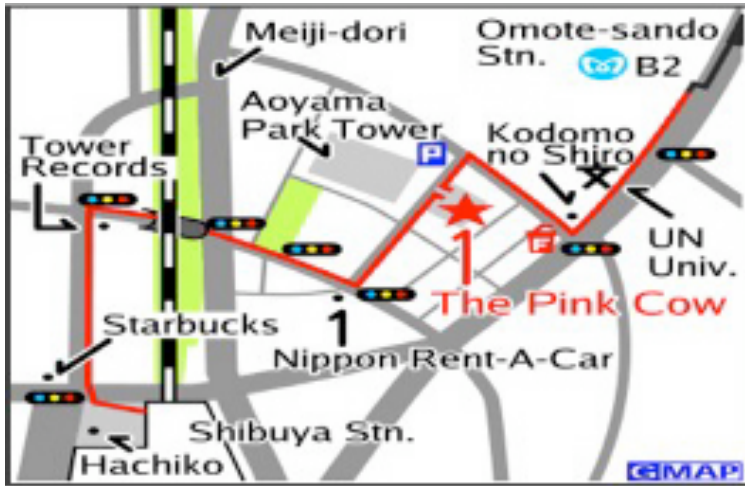 Meiji-dori
Omote-sando
Stn.
B2
Aoyama
Park Tower
P
Kodomo
no Shiro
Tower
Records
UN
Univ.
The Pink Cow
Starbucks
Nippon Rent-A-Car
Shibuya Stn.
Hachiko
MAP